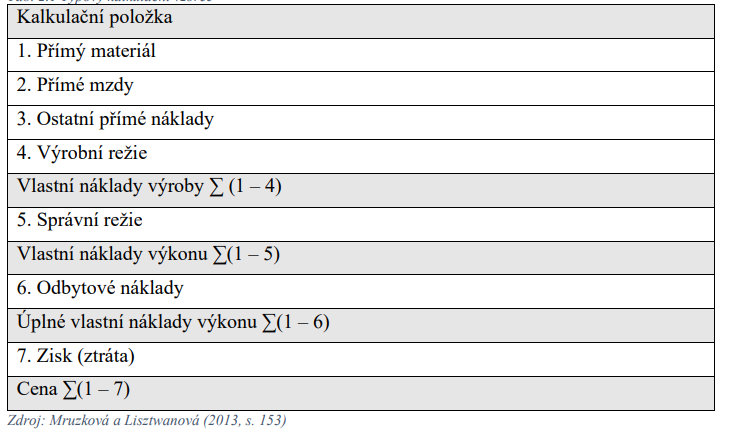 Kalkulační položka
1. Přímý materiál
2. Přímé mzdy
3. Ostatní přímé náklady
4. Výrobní režie
Vlastní náklady výroby ∑ (1 – 4)
5. Správní režie
Vlastní náklady výkonu ∑(1 – 5)
6. Odbytové náklady
Úplné vlastní náklady výkonu ∑(1 – 6)
7. Zisk (ztráta)
Cena ∑(1 – 7)
Zdroj: Mruzková a Lisztwanová (2013, s. 153)